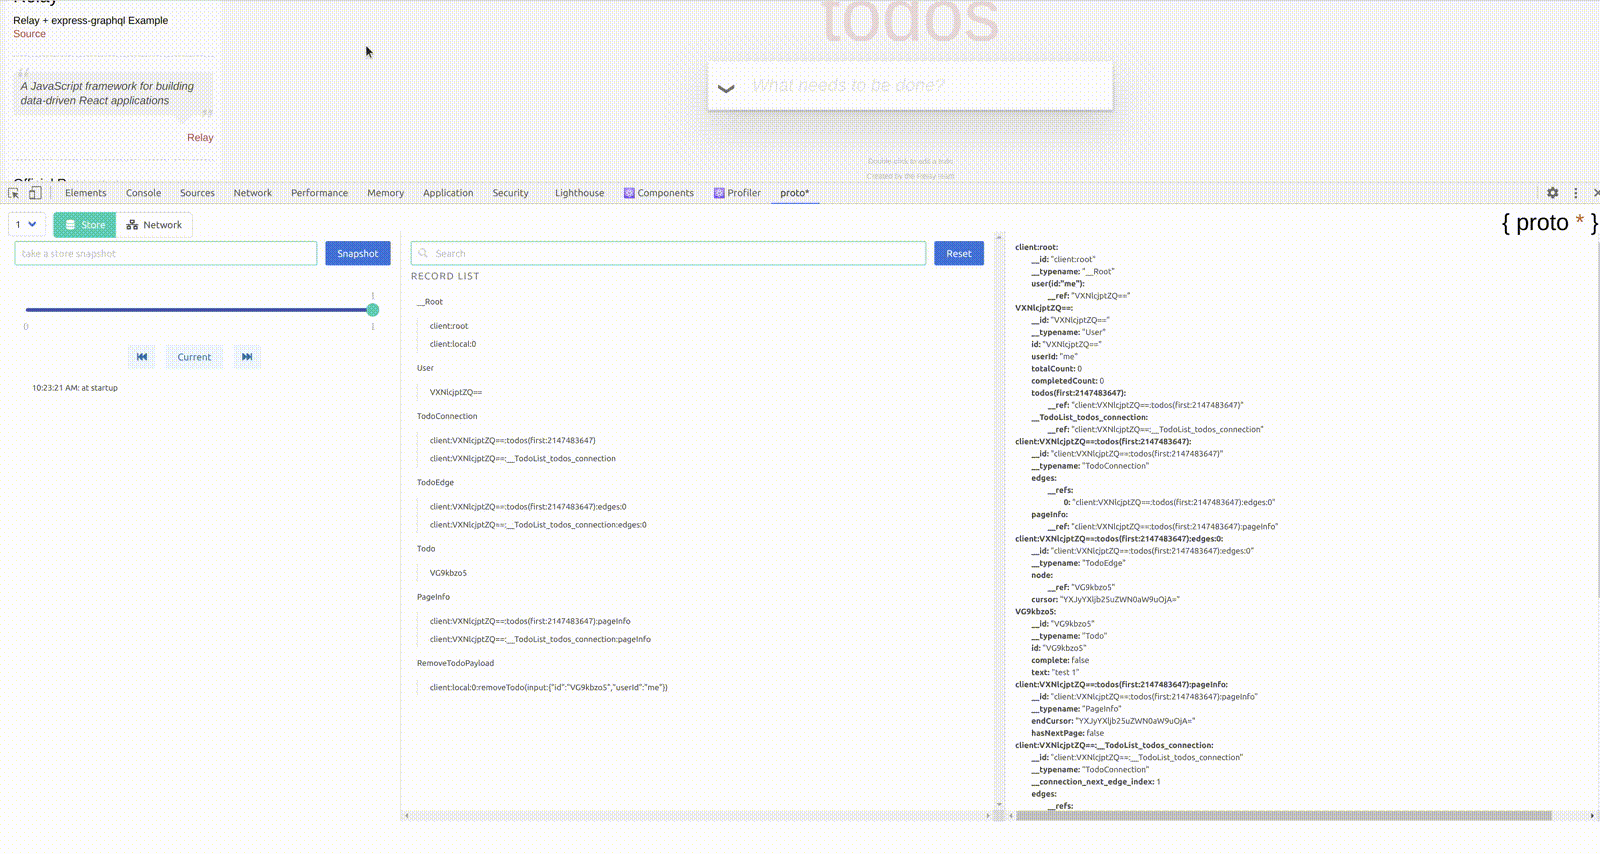 Relay
Relay + express-graphql Example
Source
A JavaScript framework for building
data-driven React applications
Relay
todos
What needs to be done?
Double-click to edit a todo
Created by the Relay team
Elements Console Sources Network Performance Memory Application Security Lighthouse Components Profiler proto*
1 Store Network
{ proto * }
take a store snapshot Snapshot
1
0 1
Current
10:23:21 AM: at startup
Search Reset
RECORD LIST
__Root
client:root
client:local:0
User
VXNlcjptZQ==
TodoConnection
client:VXNlcjptZQ==:todos(first:2147483647)
client:VXNlcjptZQ==:__TodoList_todos_connection
TodoEdge
client:VXNlcjptZQ==:todos(first:2147483647):edges:0
client:VXNlcjptZQ==:__TodoList_todos_connection:edges:0
Todo
VG9kbzo5
PageInfo
client:VXNlcjptZQ==:todos(first:2147483647):pageInfo
client:VXNlcjptZQ==:__TodoList_todos_connection:pageInfo
RemoveTodoPayload
client:local:0:removeTodo(input:{"id":"VG9kbzo5","userId":"me"})
client:root:
__id: "client:root"
__typename: "__Root"
user(id:"me"):
__ref: "VXNlcjptZQ=="
VXNlcjptZQ==:
__id: "VXNlcjptZQ=="
__typename: "User"
id: "VXNlcjptZQ=="
userId: "me"
totalCount: 0
completedCount: 0
todos(first:2147483647):
__ref: "client:VXNlcjptZQ==:todos(first:2147483647)"
__TodoList_todos_connection:
__ref: "client:VXNlcjptZQ==:__TodoList_todos_connection"
client:VXNlcjptZQ==:todos(first:2147483647):
__id: "client:VXNlcjptZQ==:todos(first:2147483647)"
__typename: "TodoConnection"
edges:
__refs:
0: "client:VXNlcjptZQ==:todos(first:2147483647):edges:0"
pageInfo:
__ref: "client:VXNlcjptZQ==:todos(first:2147483647):pageInfo"
client:VXNlcjptZQ==:todos(first:2147483647):edges:0:
__id: "client:VXNlcjptZQ==:todos(first:2147483647):edges:0"
__typename: "TodoEdge"
node:
__ref: "VG9kbzo5"
cursor: "YXJyYXljb25uZWN0aW9uOjA="
VG9kbzo5:
__id: "VG9kbzo5"
__typename: "Todo"
id: "VG9kbzo5"
complete: false
text: "test 1"
client:VXNlcjptZQ==:todos(first:2147483647):pageInfo:
__id: "client:VXNlcjptZQ==:todos(first:2147483647):pageInfo"
__typename: "PageInfo"
endCursor: "YXJyYXljb25uZWN0aW9uOjA="
hasNextPage: false
client:VXNlcjptZQ==:__TodoList_todos_connection:
__id: "client:VXNlcjptZQ==:__TodoList_todos_connection"
__typename: "TodoConnection"
__connection_next_edge_index: 1
edges:
__refs: